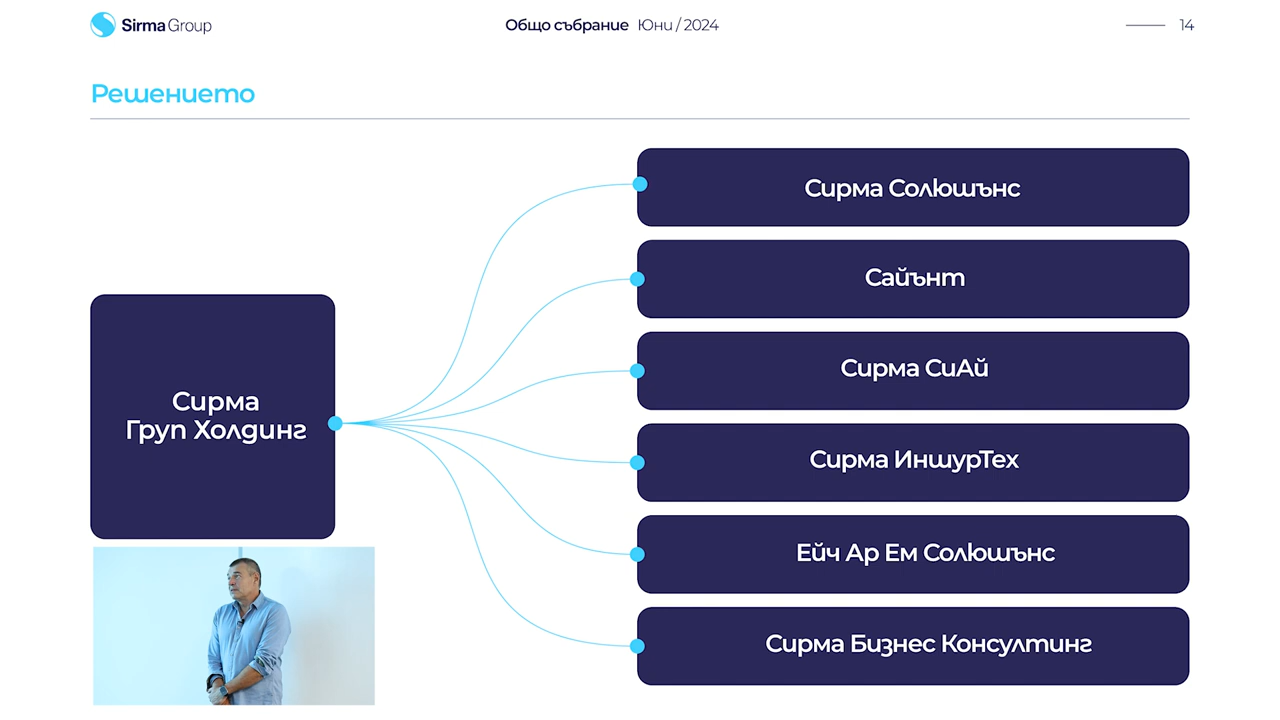 Sirma Group
Общо събрание Юни / 2024
14
Решението
Сирма
Груп Холдинг
Сирма Солюшънс
Сайънт
Сирма СиАй
Сирма ИншурТех
Ейч Ар Ем Солюшънс
Сирма Бизнес Консултинг